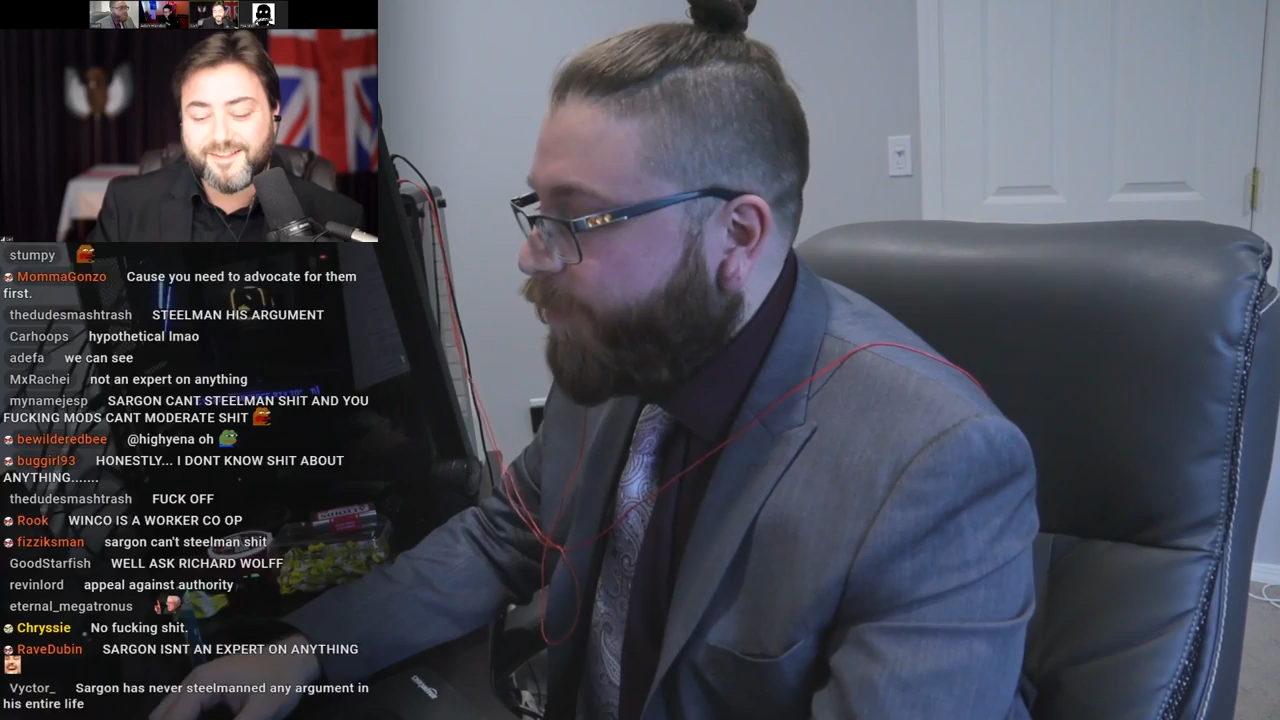 stumpy
MommaGonzo Cause you need to advocate for them
first.
thedudesmashtrash STEELMAN HIS ARGUMENT
Carhoops hypothetical lmao
adefa we can see
MxRachei not an expert on anything
mynamejesp SARGON CANT STEELMAN SHIT AND YOU
FUCKING MODS CANT MODERATE SHIT
bewilderedbee @highyena oh
buggirl93 HONESTLY... I DONT KNOW SHIT ABOUT
ANYTHING.......
thedudesmashtrash FUCK OFF
Rook WINCO IS A WORKER CO OP
fizziksman sargon can't steelman shit
GoodStarfish WELL ASK RICHARD WOLFF
revinlord appeal against authority
eternal_megatronus
Chryssie No fucking shit.
RaveDubin SARGON ISNT AN EXPERT ON ANYTHING
Vyctor_ Sargon has never steelmanned any argument in
his entire life